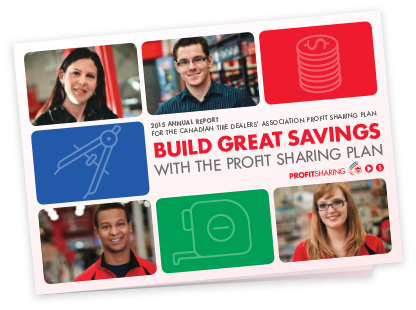 2015 ANNUAL REPORT
FOR THE CANADIAN TIRE DEALERS' ASSOCIATION PROFIT SHARING PLAN
BUILD GREAT SAVINGS
WITH THE PROFIT SHARING PLAN
PROFITSHARING
$